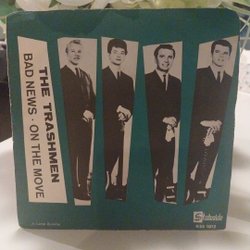 THE TRASHMEN
BAD NEWS · ON THE MOVE
Stateside